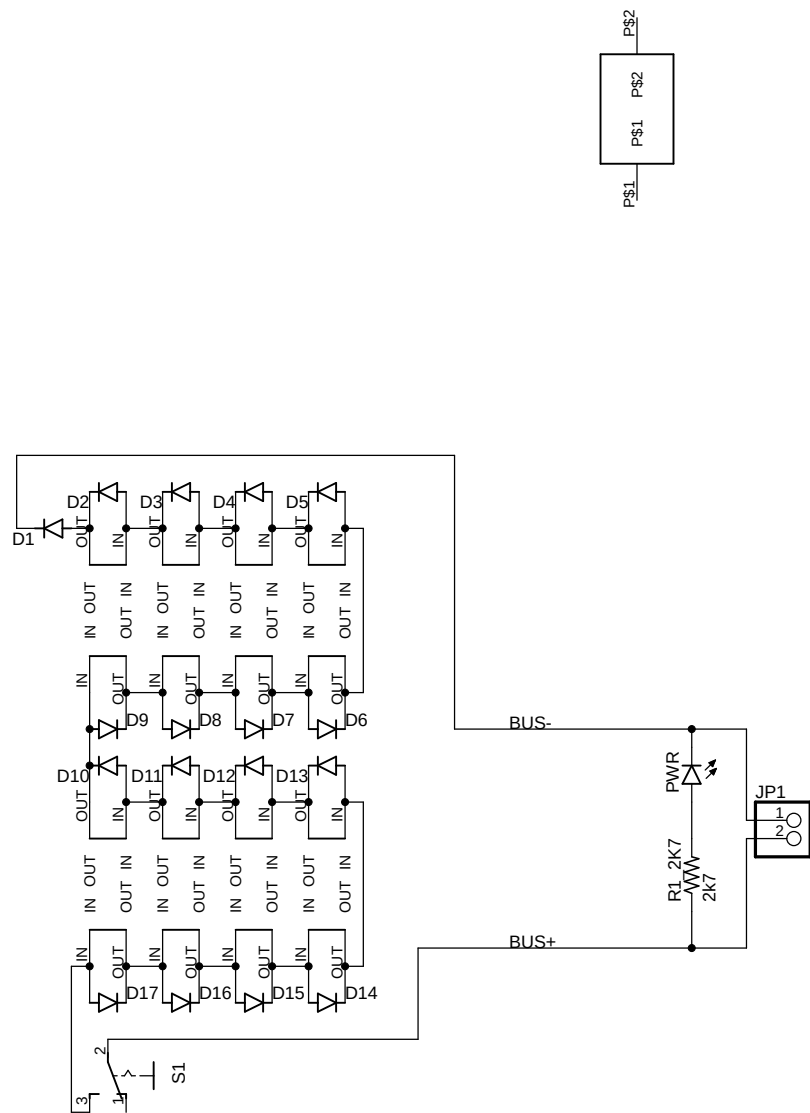 P$2
P$2
P$1
P$1
D2 D3 D4 D5
D1
OUT IN OUT IN OUT IN OUT IN
IN OUT OUT IN IN OUT OUT IN IN OUT OUT IN IN OUT OUT IN
IN OUT IN OUT IN OUT IN OUT
D9 D8 D7 D6
BUS-
D10 D11 D12 D13
PWR
JP1
OUT IN OUT IN OUT IN OUT IN
1
2
R1_2K7
2k7
IN OUT OUT IN IN OUT OUT IN IN OUT OUT IN IN OUT OUT IN
IN OUT IN OUT IN OUT IN OUT
BUS+
D17 D16 D15 D14
2
S1
3 1